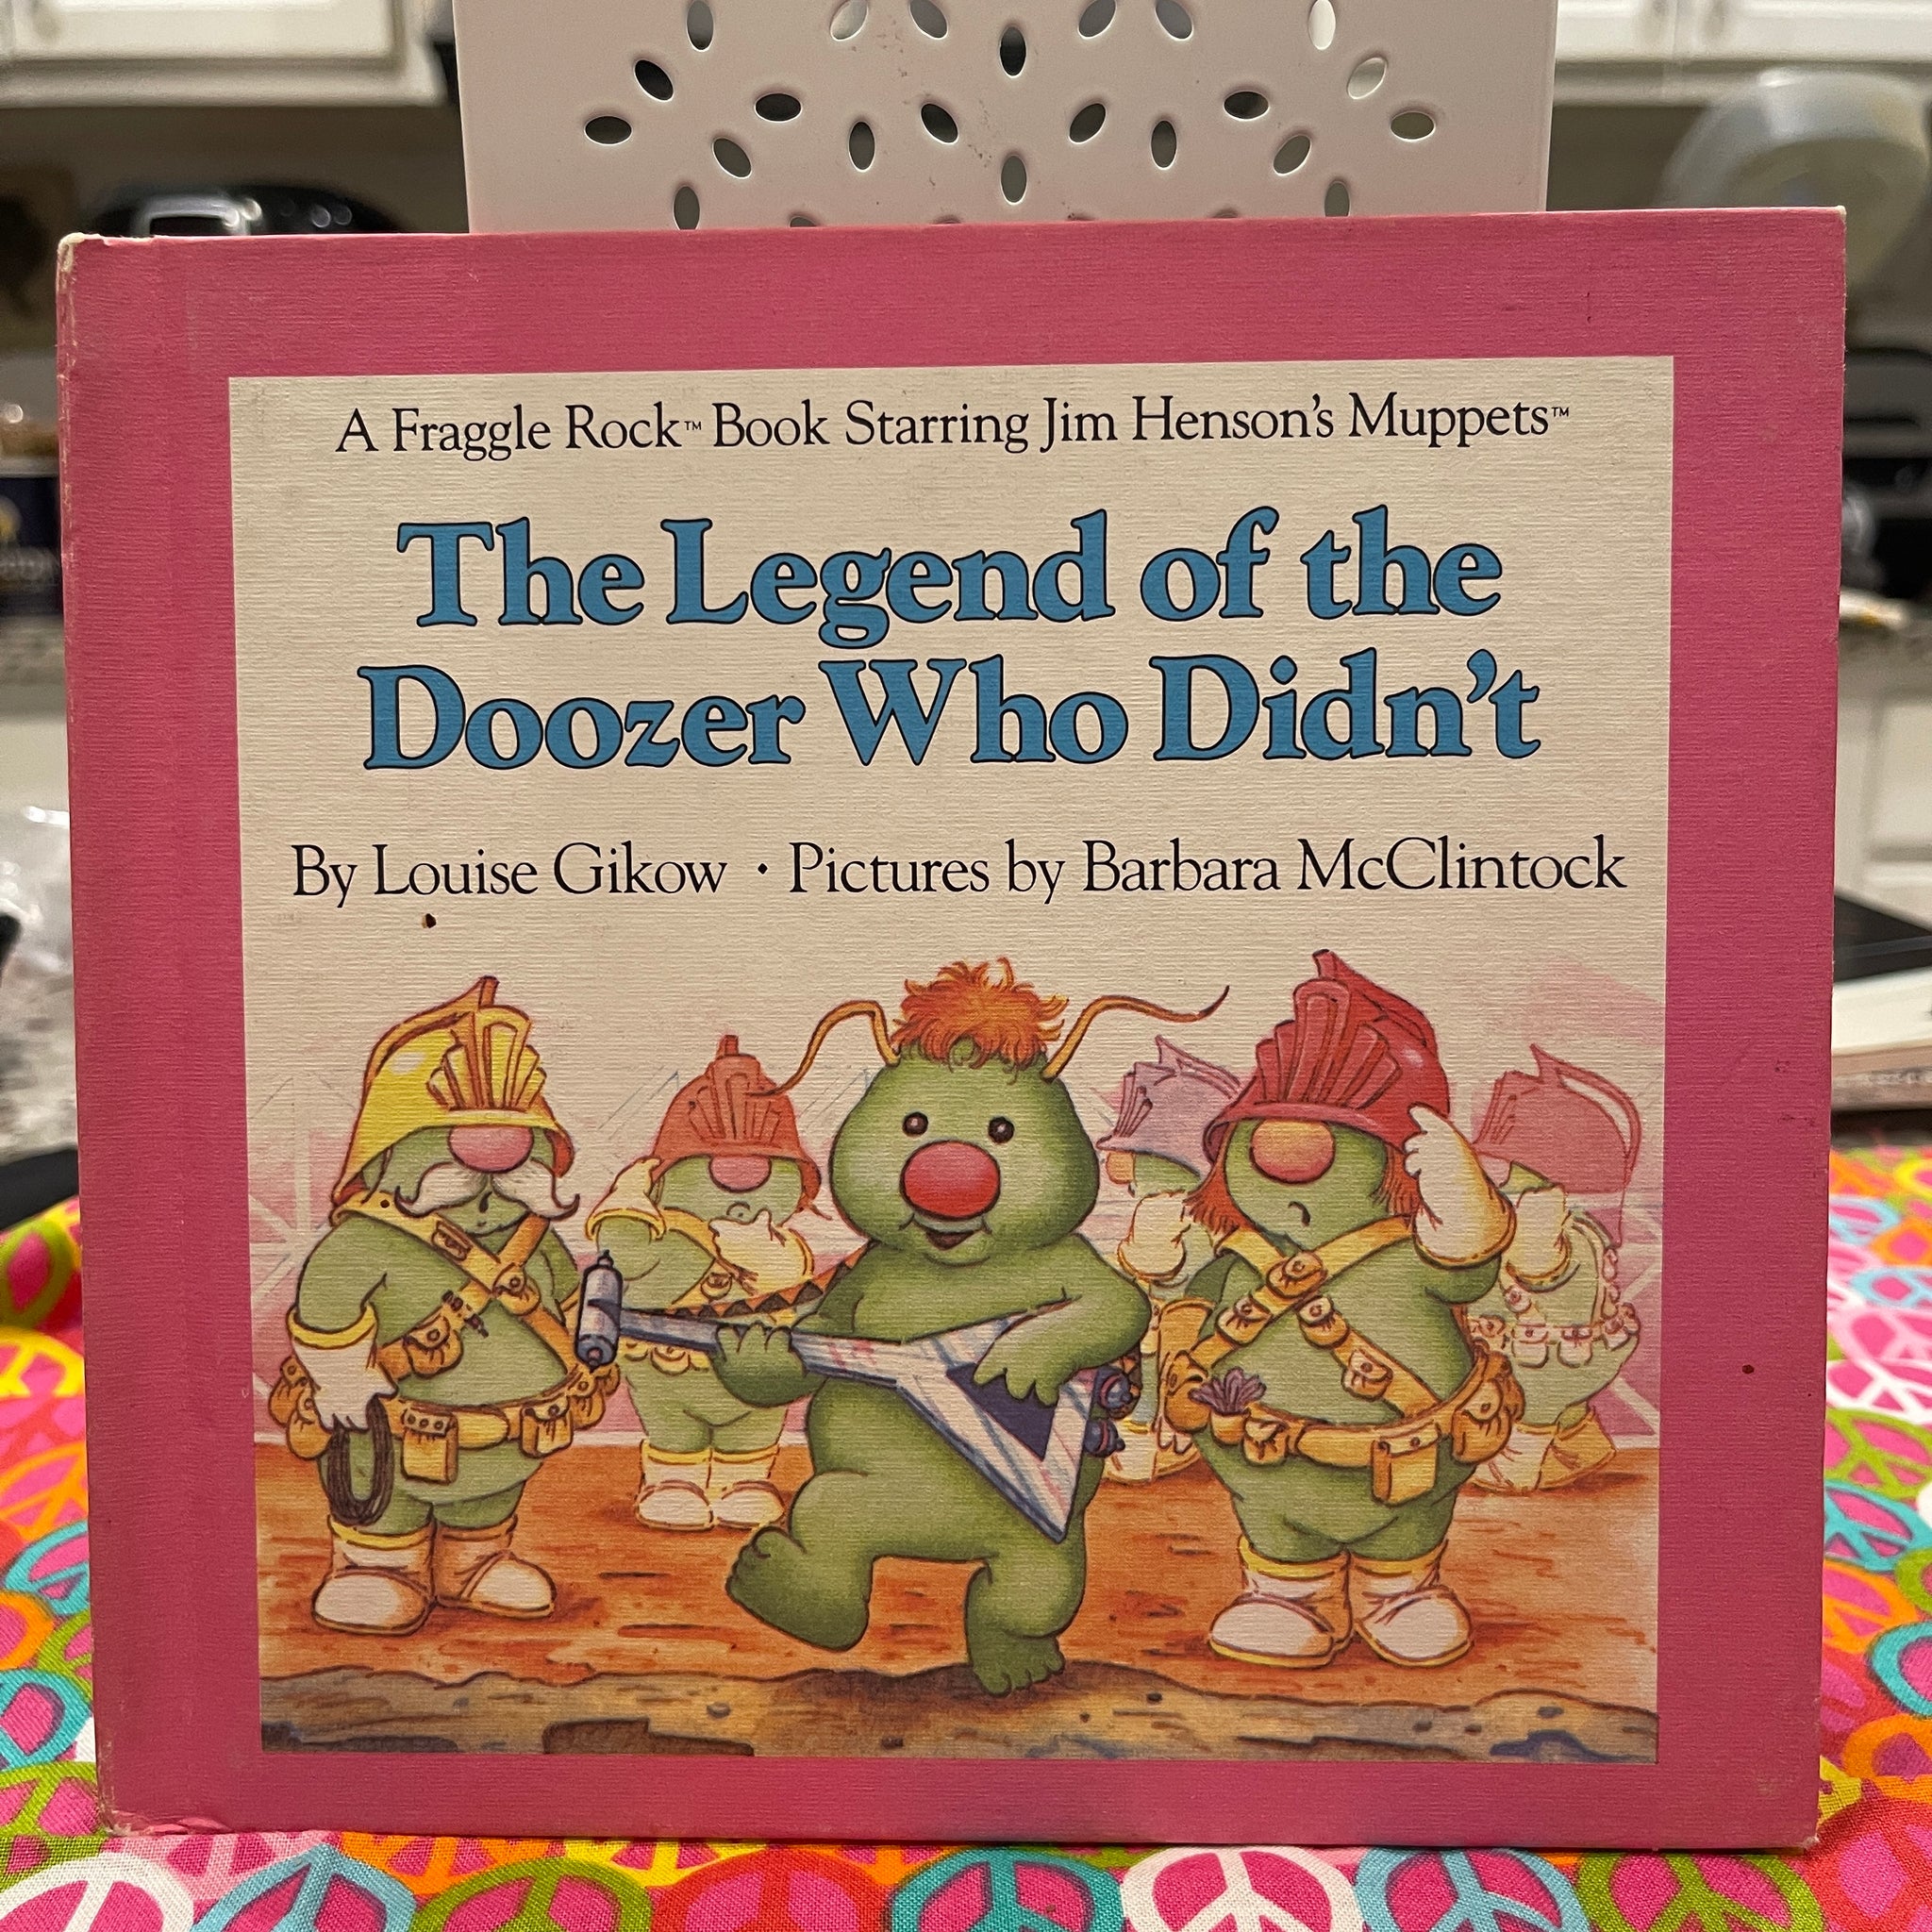 A Fraggle Rock™ Book Starring Jim Henson's Muppets™
The Legend of the
Doozer Who Didn't
By Louise Gikow · Pictures by Barbara McClintock